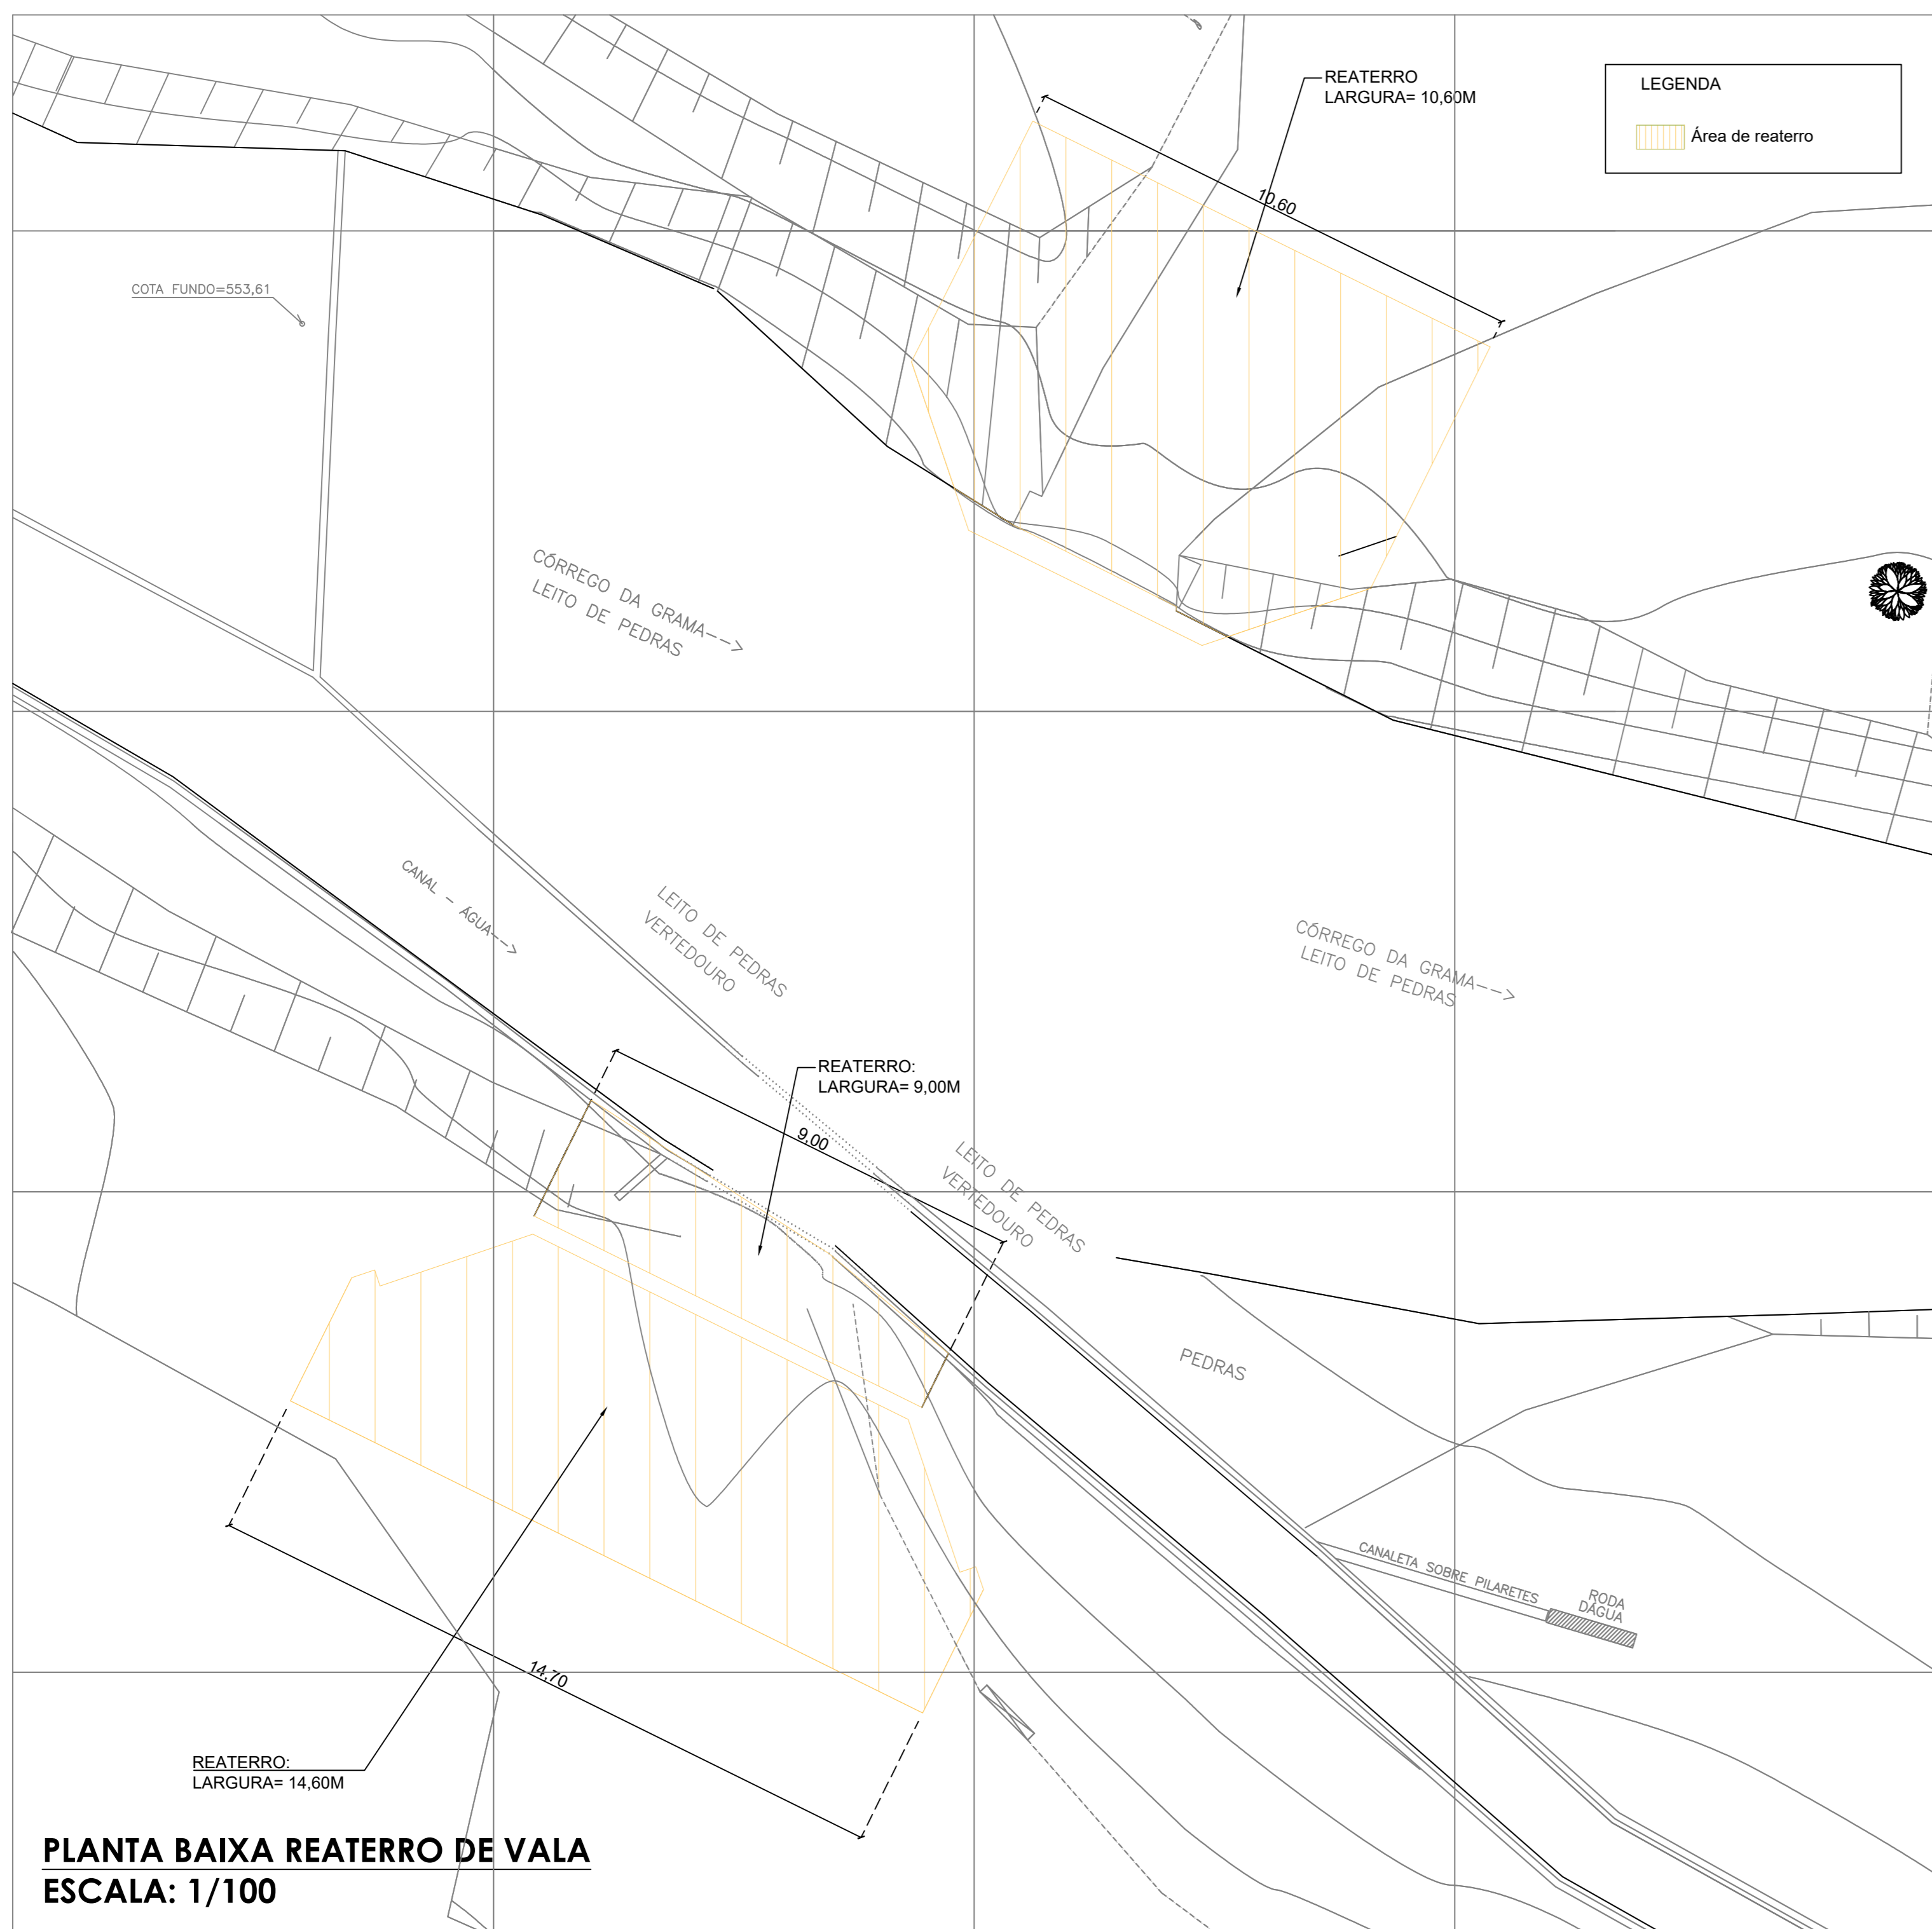 REATERRO
LARGURA= 10,60M
LEGENDA
Área de reaterro
10,60
COTA FUNDO=553,61
CÓRREGO DA GRAMA-->
LEITO DE PEDRAS
CANAL - ÁGUA-->
LEITO DE PEDRAS
VERTEDOURO
CÓRREGO DA GRAMA-->
LEITO DE PEDRAS
REATERRO:
LARGURA= 9,00M
9,00
LEITO DE PEDRAS
VERTEDOURO
PEDRAS
CANALETA SOBRE PILARETES
RODA
DÁGUA
14,70
REATERRO:
LARGURA= 14,60M
PLANTA BAIXA REATERRO DE VALA
ESCALA: 1/100